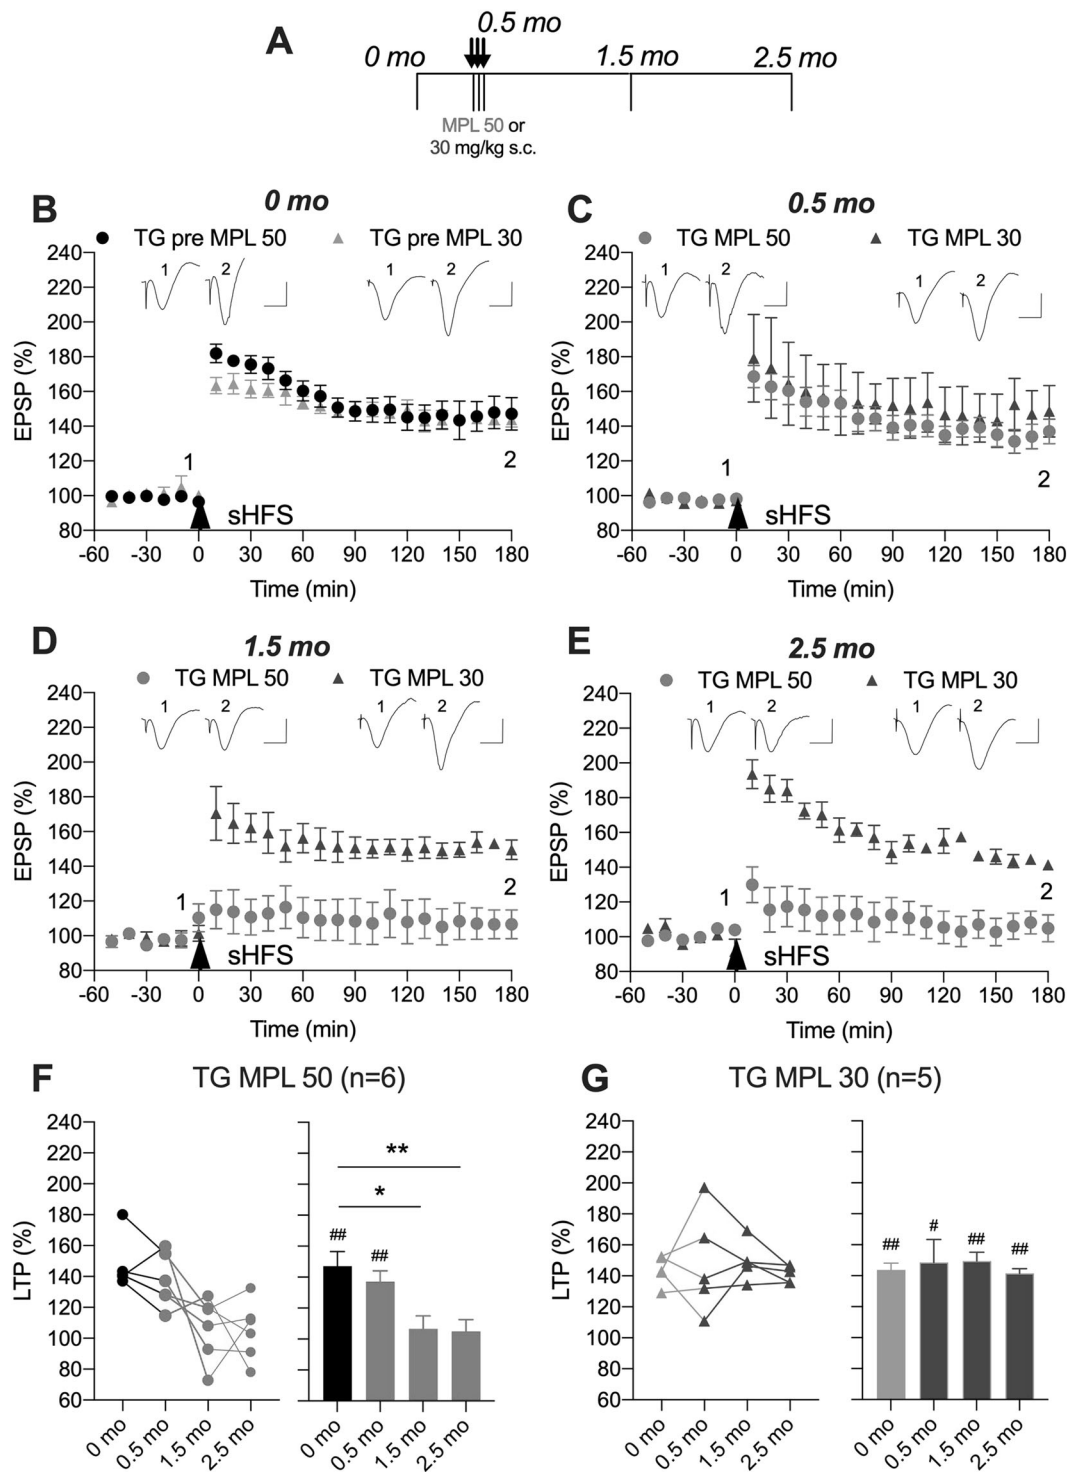 A
0 mo
0.5 mo
1.5 mo
2.5 mo
MPL 50 or
30 mg/kg s.c.
B
0 mo
TG pre MPL 50
TG pre MPL 30
EPSP (%)
240
220
200
180
160
140
120
100
80
1
2
1
2
1
2
sHFS
-60
-30
0
30
60
90
120
150
180
Time (min)
C
0.5 mo
TG MPL 50
TG MPL 30
EPSP (%)
240
220
200
180
160
140
120
100
80
1
2
1
2
1
2
sHFS
-60
-30
0
30
60
90
120
150
180
Time (min)
D
1.5 mo
TG MPL 50
TG MPL 30
EPSP (%)
240
220
200
180
160
140
120
100
80
1
2
1
2
1
2
sHFS
-60
-30
0
30
60
90
120
150
180
Time (min)
E
2.5 mo
TG MPL 50
TG MPL 30
EPSP (%)
240
220
200
180
160
140
120
100
80
1
2
1
2
1
2
sHFS
-60
-30
0
30
60
90
120
150
180
Time (min)
F
TG MPL 50 (n=6)
LTP (%)
240
220
200
180
160
140
120
100
80
60
0 mo
0.5 mo
1.5 mo
2.5 mo
**
*
##
##
0 mo
0.5 mo
1.5 mo
2.5 mo
G
TG MPL 30 (n=5)
LTP (%)
240
220
200
180
160
140
120
100
80
60
0 mo
0.5 mo
1.5 mo
2.5 mo
##
#
##
##
0 mo
0.5 mo
1.5 mo
2.5 mo